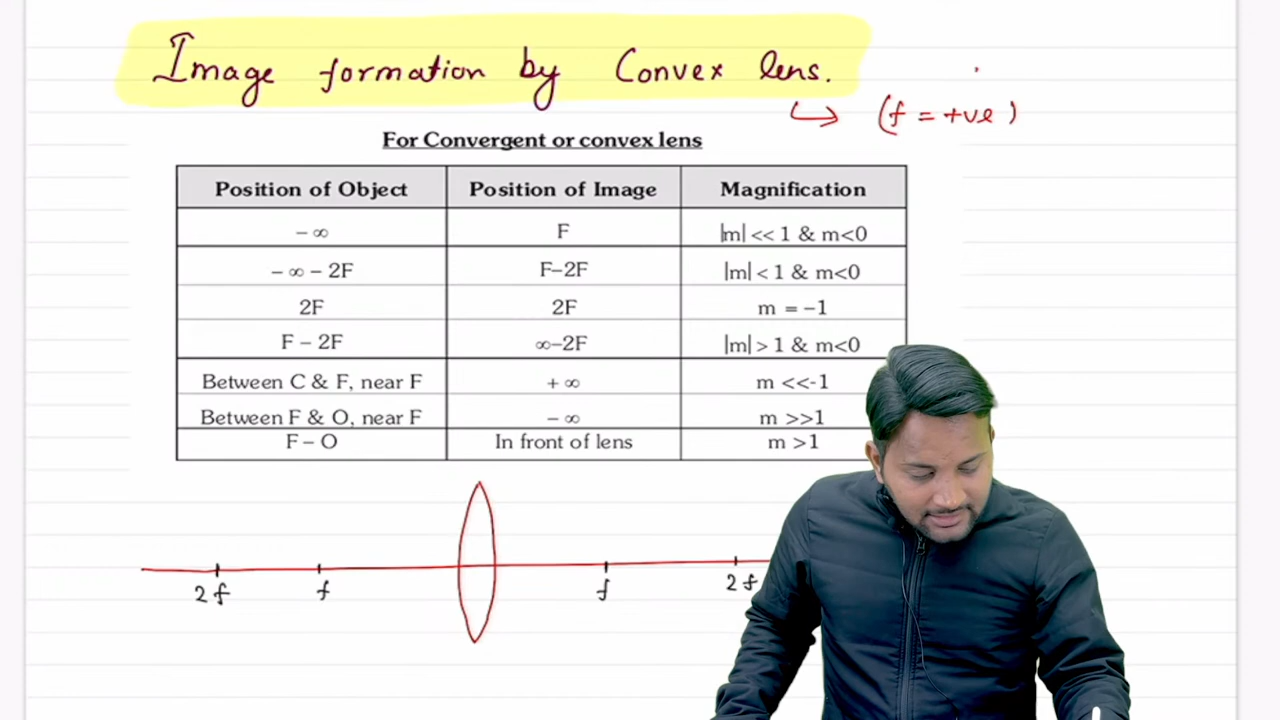 Image formation by Convex lens.
↪ (f = +ve)
For Convergent or convex lens
Position of Object Position of Image Magnification
– ∞ F |m| << 1 & m<0
– ∞ – 2F F–2F |m| < 1 & m<0
2F 2F m = –1
F – 2F ∞–2F |m| > 1 & m<0
Between C & F, near F + ∞ m <<-1
Between F & O, near F – ∞ m >>1
F – O In front of lens m >1
2f f f 2f